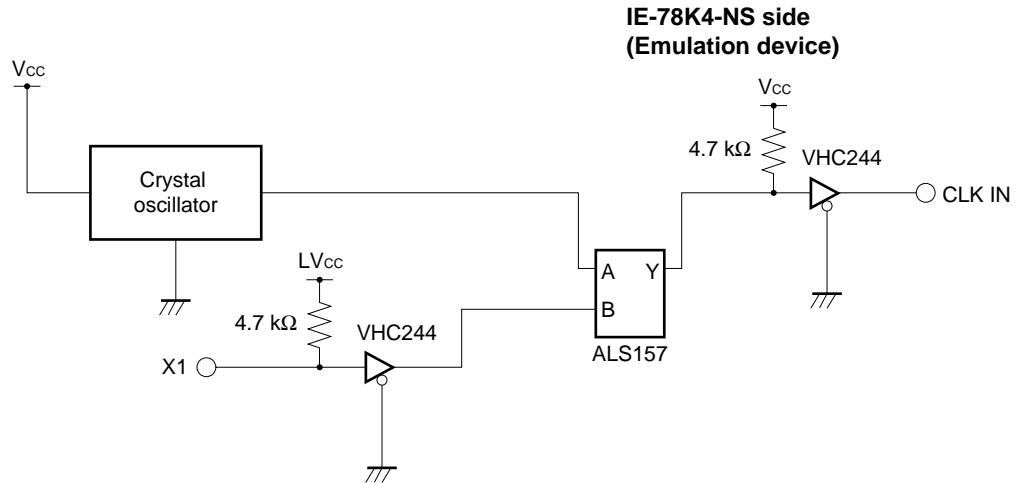 IE-78K4-NS side
(Emulation device)
VCC
VCC
4.7 kΩ
VHC244
Crystal
oscillator
CLK IN
LVCC
A
Y
4.7 kΩ
VHC244
B
X1
ALS157